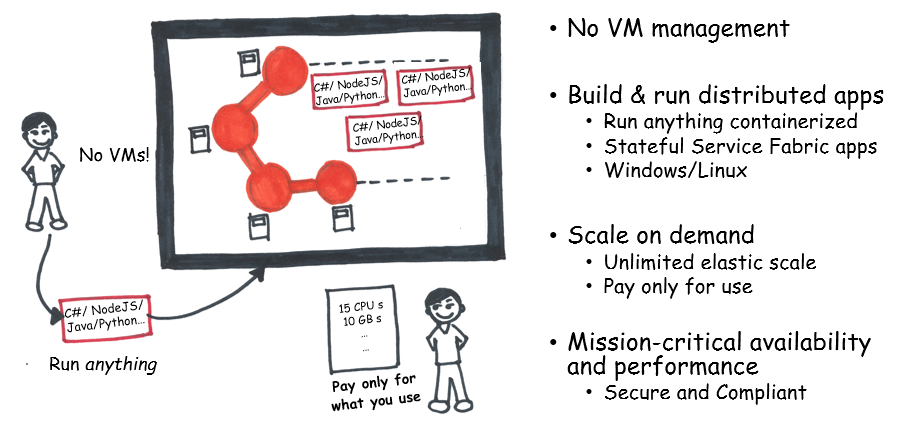 No VMs!
C#/ NodeJS/
Java/Python...
C#/ NodeJS/
Java/Python...
C#/ NodeJS/
Java/Python...
C#/ NodeJS/
Java/Python...
Run anything
15 CPU s
10 GB s
...
...
Pay only for
what you use
• No VM management
• Build & run distributed apps
• Run anything containerized
• Stateful Service Fabric apps
• Windows/Linux
• Scale on demand
• Unlimited elastic scale
• Pay only for use
• Mission-critical availability
and performance
• Secure and Compliant